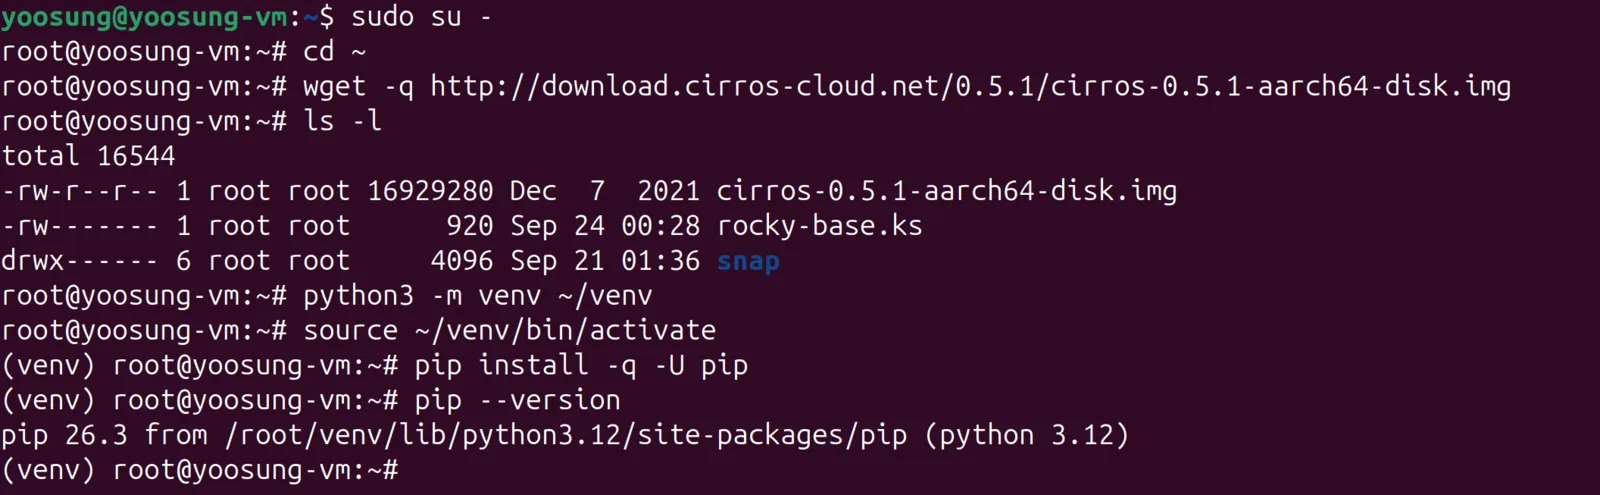 yoosung@yoosung-vm:~$ sudo su -
root@yoosung-vm:~# cd ~
root@yoosung-vm:~# wget -q http://download.cirros-cloud.net/0.5.1/cirros-0.5.1-aarch64-disk.img
root@yoosung-vm:~# ls -l
total 16544
-rw-r--r-- 1 root root 16929280 Dec  7  2021 cirros-0.5.1-aarch64-disk.img
-rw------- 1 root root      920 Sep 24 00:28 rocky-base.ks
drwx------ 6 root root     4096 Sep 21 01:36 snap
root@yoosung-vm:~# python3 -m venv ~/venv
root@yoosung-vm:~# source ~/venv/bin/activate
(venv) root@yoosung-vm:~# pip install -q -U pip
(venv) root@yoosung-vm:~# pip --version
pip 26.3 from /root/venv/lib/python3.12/site-packages/pip (python 3.12)
(venv) root@yoosung-vm:~#